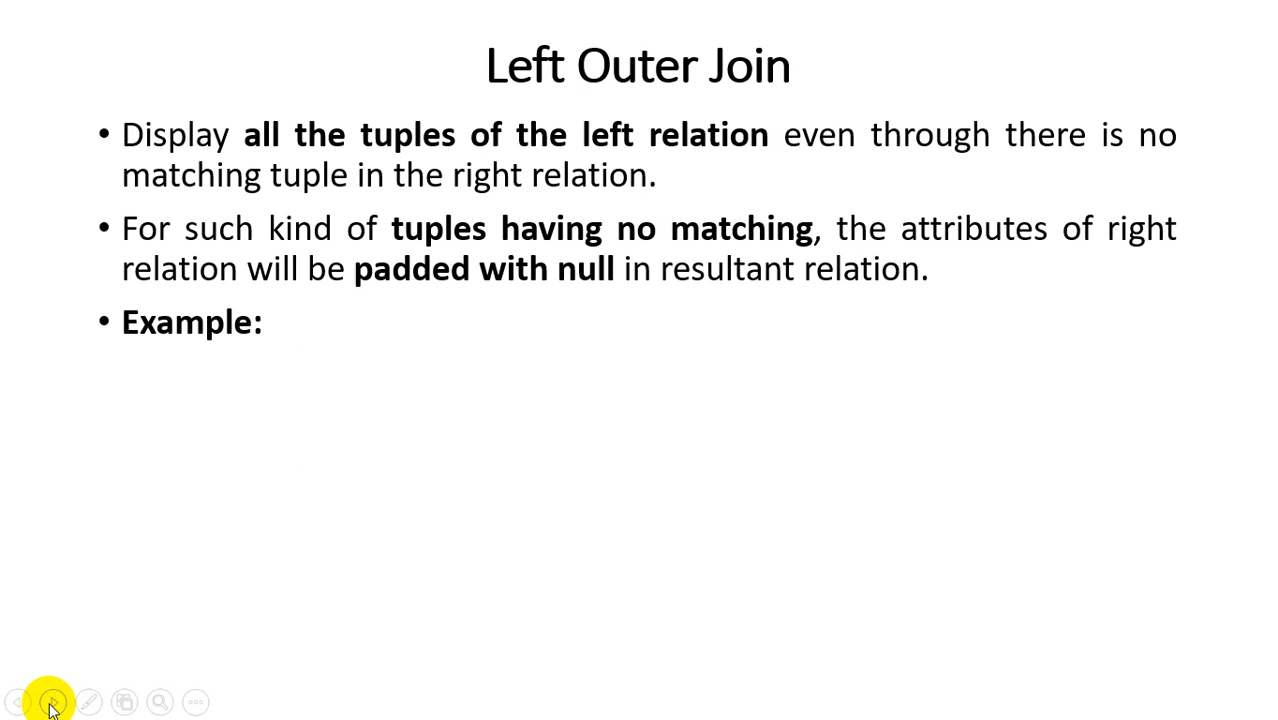 Left Outer Join
• Display all the tuples of the left relation even through there is no
matching tuple in the right relation.
• For such kind of tuples having no matching, the attributes of right
relation will be padded with null in resultant relation.
• Example: